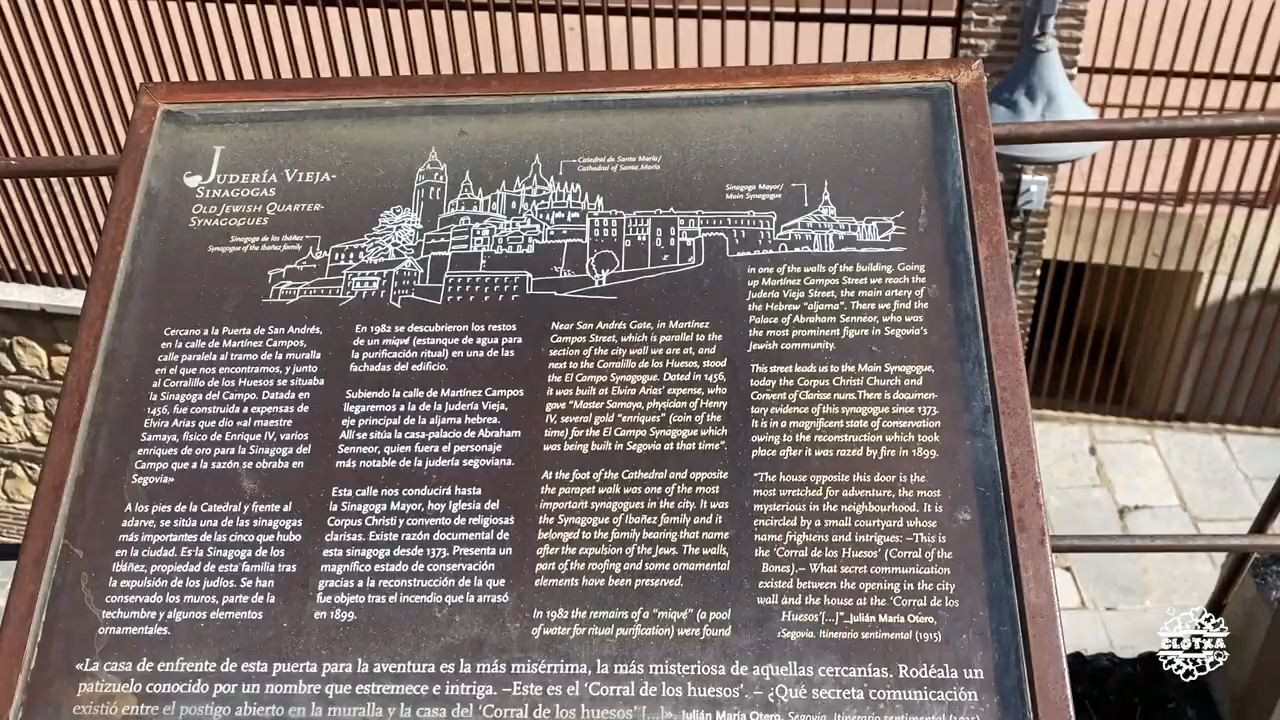 JUDERÍA VIEJA-
SINAGOGAS
OLD JEWISH QUARTER-
SYNAGOGUES
Sinagoga de los Ibáñez/
Synagogue of the Ibañez family
Catedral de Santa María/
Cathedral of Santa María
Sinagoga Mayor/
Main Synagogue
Cercano a la Puerta de San Andrés,
en la calle de Martínez Campos,
calle paralela al tramo de la muralla
en el que nos encontramos, y junto
al Corralillo de los Huesos se situaba
la Sinagoga del Campo. Datada en
1456, fue construida a expensas de
Elvira Arias que dio «al maestre
Samaya, físico de Enrique IV, varios
enriques de oro para la Sinagoga del
Campo que a la sazón se obraba en
Segovia»
A los pies de la Catedral y frente al
adarve, se sitúa una de las sinagogas
más importantes de las cinco que hubo
en la ciudad. Es la Sinagoga de los
Ibáñez, propiedad de esta familia tras
la expulsión de los judíos. Se han
conservado los muros, parte de la
techumbre y algunos elementos
ornamentales.
En 1982 se descubrieron los restos
de un miqvé (estanque de agua para
la purificación ritual) en una de las
fachadas del edificio.
Subiendo la calle de Martínez Campos
llegaremos a la de la Judería Vieja,
eje principal de la aljama hebrea.
Allí se sitúa la casa-palacio de Abraham
Senneor, quien fuera el personaje
más notable de la judería segoviana.
Esta calle nos conducirá hasta
la Sinagoga Mayor, hoy Iglesia del
Corpus Christi y convento de religiosas
clarisas. Existe razón documental de
esta sinagoga desde 1373. Presenta un
magnífico estado de conservación
gracias a la reconstrucción de la que
fue objeto tras el incendio que la arrasó
en 1899.
Near San Andrés Gate, in Martínez
Campos Street, which is parallel to the
section of the city wall we are at, and
next to the Corralillo de los Huesos, stood
the El Campo Synagogue. Dated in 1456,
it was built at Elvira Arias' expense, who
gave "Master Samaya, physician of Henry
IV, several gold "enriques" (coin of the
time) for the El Campo Synagogue which
was being built in Segovia at that time".
At the foot of the Cathedral and opposite
the parapet walk was one of the most
important synagogues in the city. It was
the Synagogue of Ibañez family and it
belonged to the family bearing that name
after the expulsion of the Jews. The walls,
part of the roofing and some ornamental
elements have been preserved.
In 1982 the remains of a "miqvé" (a pool
of water for ritual purification) were found
in one of the walls of the building. Going
up Martínez Campos Street we reach the
Judería Vieja Street, the main artery of
the Hebrew "aljama". There we find the
Palace of Abraham Senneor, who was
the most prominent figure in Segovia's
Jewish community.
This street leads us to the Main Synagogue,
today the Corpus Christi Church and
Convent of Clarisse nuns. There is documen-
tary evidence of this synagogue since 1373.
It is in a magnificent state of conservation
owing to the reconstruction which took
place after it was razed by fire in 1899.
"The house opposite this door is the
most wretched for adventure, the most
mysterious in the neighbourhood. It is
encircled by a small courtyard whose
name frightens and intrigues: –This is
the 'Corral de los Huesos' (Corral of the
Bones).– What secret communication
existed between the opening in the city
wall and the house at the 'Corral de los
Huesos'[...]" Julián María Otero,
Segovia. Itinerario sentimental (1915)
«La casa de enfrente de esta puerta para la aventura es la más misérrima, la más misteriosa de aquellas cercanías. Rodéala un
patizuelo conocido por un nombre que estremece e intriga. –Este es el 'Corral de los huesos'. – ¿Qué secreta comunicación
existió entre el postigo abierto en la muralla y la casa del 'Corral de los huesos' [...]». Julián María Otero, Segovia. Itinerario sentimental (1915)
CLOTXA